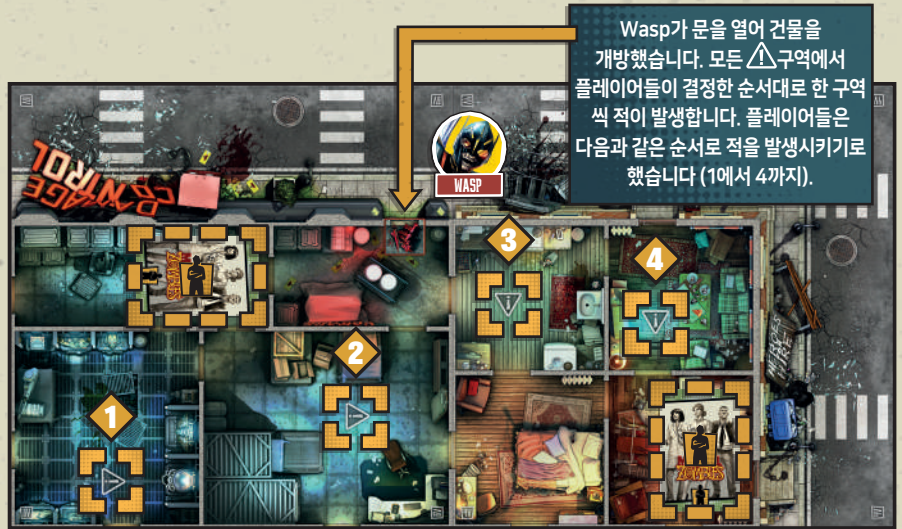 Wasp가 문을 열어 건물을
개방했습니다. 모든 ⚠구역에서
플레이어들이 결정한 순서대로 한 구역
씩 적이 발생합니다. 플레이어들은
다음과 같은 순서로 적을 발생시키기로
했습니다 (1에서 4까지).
WASP
3
4
2
1
ZOMBIES